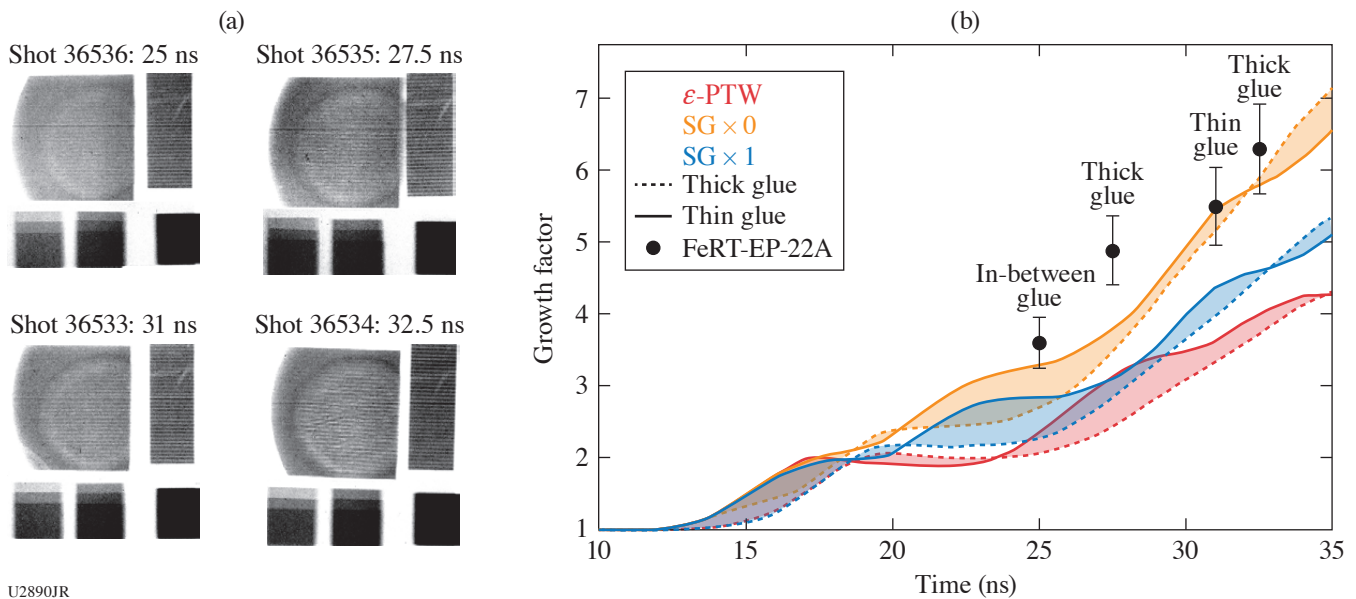 (a)
Shot 36536: 25 ns
Shot 36535: 27.5 ns
Shot 36533: 31 ns
Shot 36534: 32.5 ns
U2890JR
(b)
Growth factor
7
6
5
4
3
2
1
ε-PTW
SG × 0
SG × 1
Thick glue
Thin glue
FeRT-EP-22A
In-between
glue
Thick
glue
Thin
glue
Thick
glue
10
15
20
25
30
35
Time (ns)